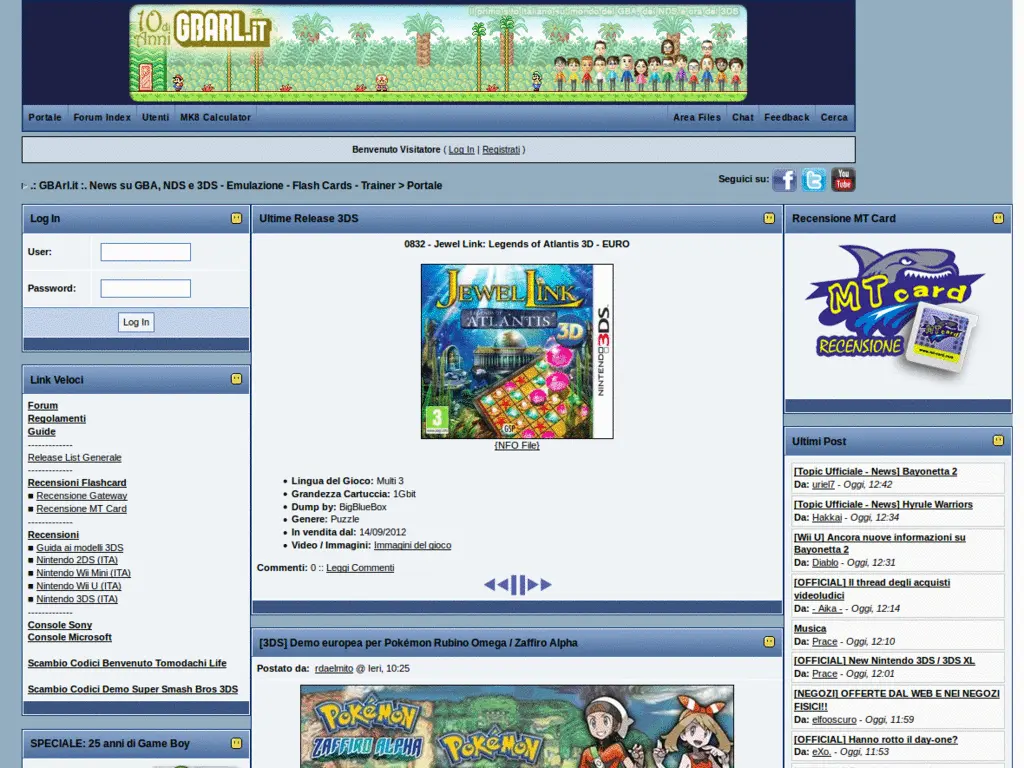 10 di Anni GBARL.it
il primo sito italiano sul mondo del GBA, del NDS e ora del 3DS
Portale Forum Index Utenti MK8 Calculator Area Files Chat Feedback Cerca
Benvenuto Visitatore ( Log In | Registrati )
.: GBArl.it :. News su GBA, NDS e 3DS - Emulazione - Flash Cards - Trainer > Portale
Seguici su:
You Tube
Log In
User:
Password:
Log In
Link Veloci
Forum
Regolamenti
Guide
-------------
Release List Generale
-------------
Recensioni Flashcard
■ Recensione Gateway
■ Recensione MT Card
-------------
Recensioni
■ Guida ai modelli 3DS
■ Nintendo 2DS (ITA)
■ Nintendo Wii Mini (ITA)
■ Nintendo Wii U (ITA)
■ Nintendo 3DS (ITA)
-------------
Console Sony
Console Microsoft
Scambio Codici Benvenuto Tomodachi Life
Scambio Codici Demo Super Smash Bros 3DS
SPECIALE: 25 anni di Game Boy
Ultime Release 3DS
0832 - Jewel Link: Legends of Atlantis 3D - EURO
JEWEL LINK
LEGENDS OF
ATLANTIS
3D
NINTENDO 3DS
3
GSP
{NFO File}
• Lingua del Gioco: Multi 3
• Grandezza Cartuccia: 1Gbit
• Dump by: BigBlueBox
• Genere: Puzzle
• In vendita dal: 14/09/2012
• Video / Immagini: Immagini del gioco
Commenti: 0 :: Leggi Commenti
[3DS] Demo europea per Pokémon Rubino Omega / Zaffiro Alpha
Postato da: rdaelmito @ Ieri, 10:25
POKéMON
ZAFFIRO ALPHA
POKéMON
Recensione MT Card
MT card
RECENSIONE
MT card
www.mt-card.com
Ultimi Post
[Topic Ufficiale - News] Bayonetta 2
Da: uriel7 - Oggi, 12:42
[Topic Ufficiale - News] Hyrule Warriors
Da: Hakkai - Oggi, 12:34
[Wii U] Ancora nuove informazioni su
Bayonetta 2
Da: Diablo - Oggi, 12:31
[OFFICIAL] Il thread degli acquisti
videoludici
Da: - Aika - - Oggi, 12:14
Musica
Da: Prace - Oggi, 12:10
[OFFICIAL] New Nintendo 3DS / 3DS XL
Da: Prace - Oggi, 12:01
[NEGOZI] OFFERTE DAL WEB E NEI NEGOZI
FISICI!!
Da: elfooscuro - Oggi, 11:59
[OFFICIAL] Hanno rotto il day-one?
Da: eXo. - Oggi, 11:53